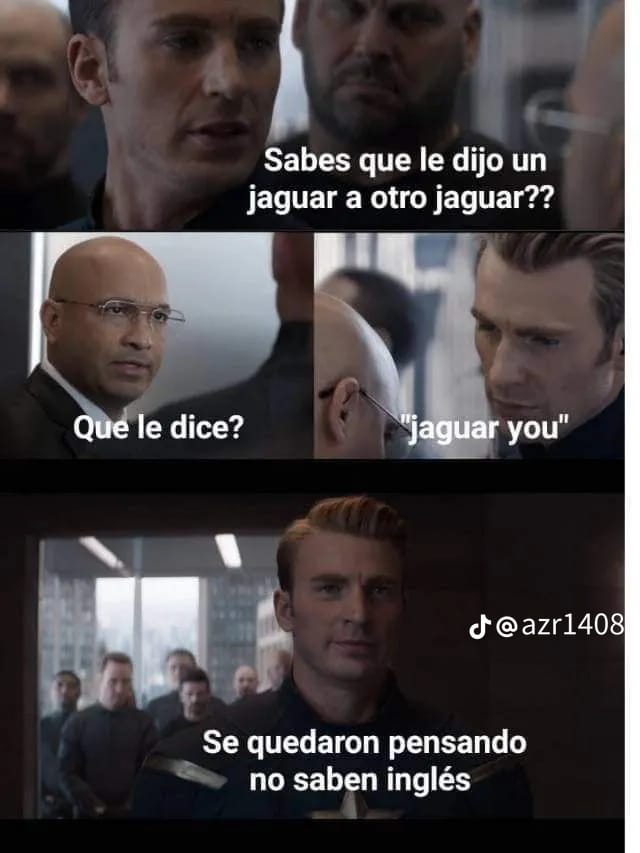 Sabes que le dijo un
jaguar a otro jaguar??
Que le dice?
"jaguar you"
@azr1408
Se quedaron pensando
no saben inglés